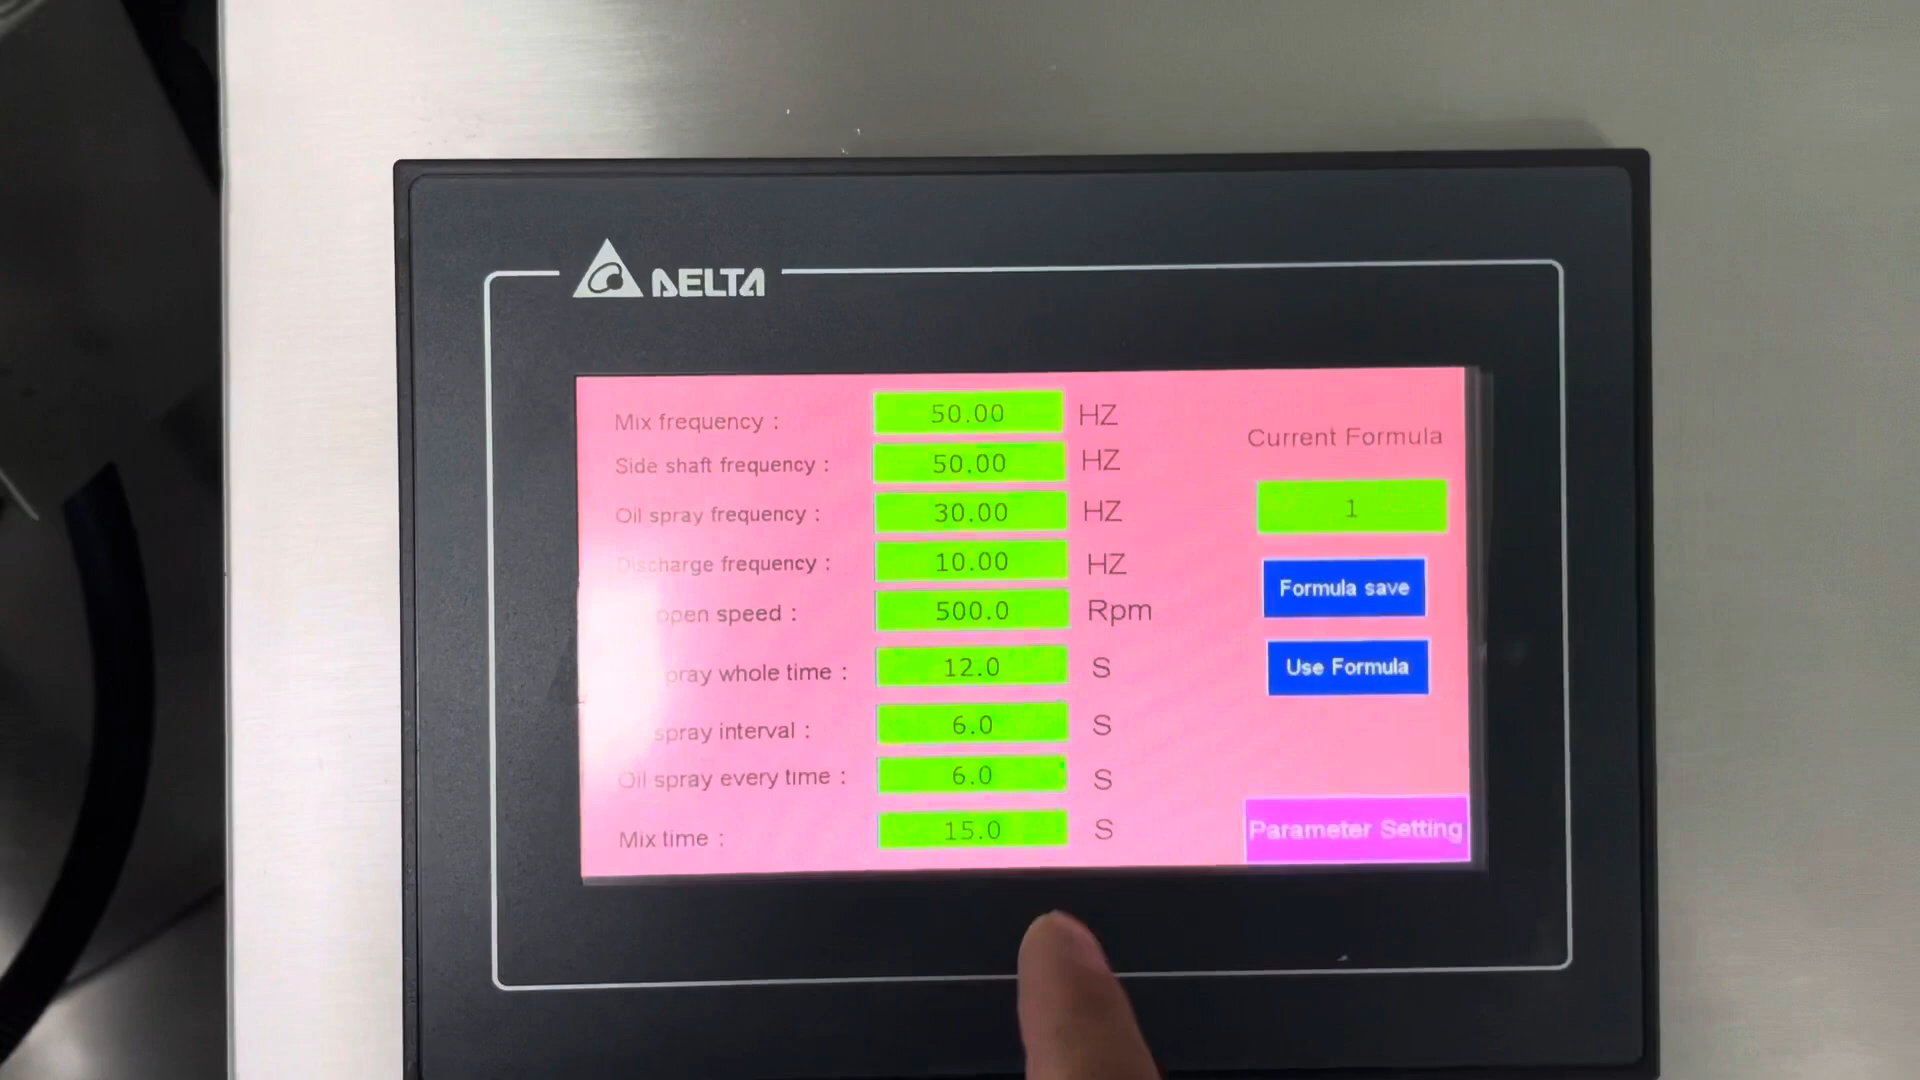 DELTA
Mix frequency : 50.00 HZ
Side shaft frequency : 50.00 HZ
Oil spray frequency : 30.00 HZ
Discharge frequency : 10.00 HZ
open speed : 500.0 Rpm
whole time : 12.0 S
spray interval : 6.0 S
Oil spray every time : 6.0 S
Mix time : 15.0 S
Current Formula
1
Formula save
Use Formula
Parameter Setting